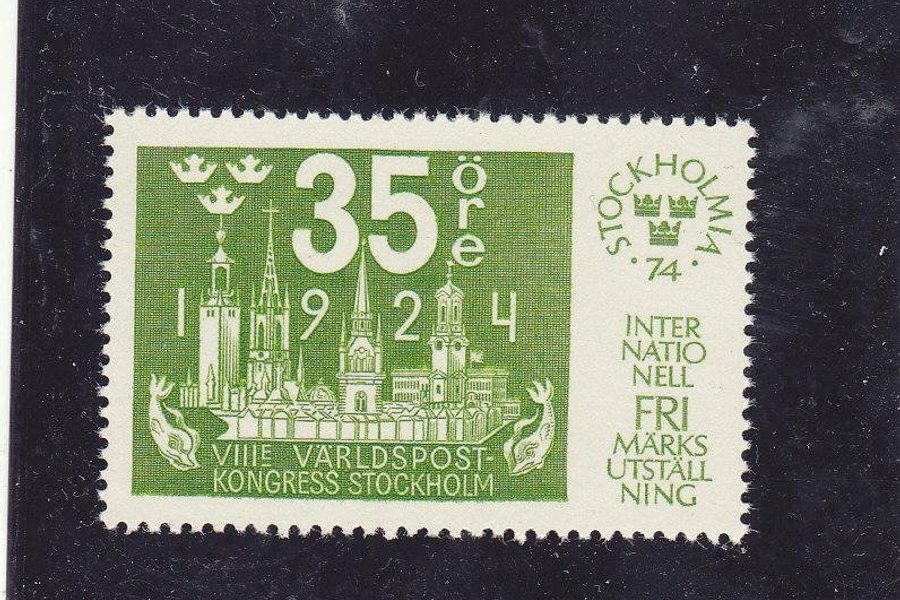 35 öre
1924
VIIIE VÄRLDSPOST-
KONGRESS STOCKHOLM
STOCKHOLMIA
·74·
INTER
NATIO
NELL
FRI
MÄRKS
UTSTÄLL
NING